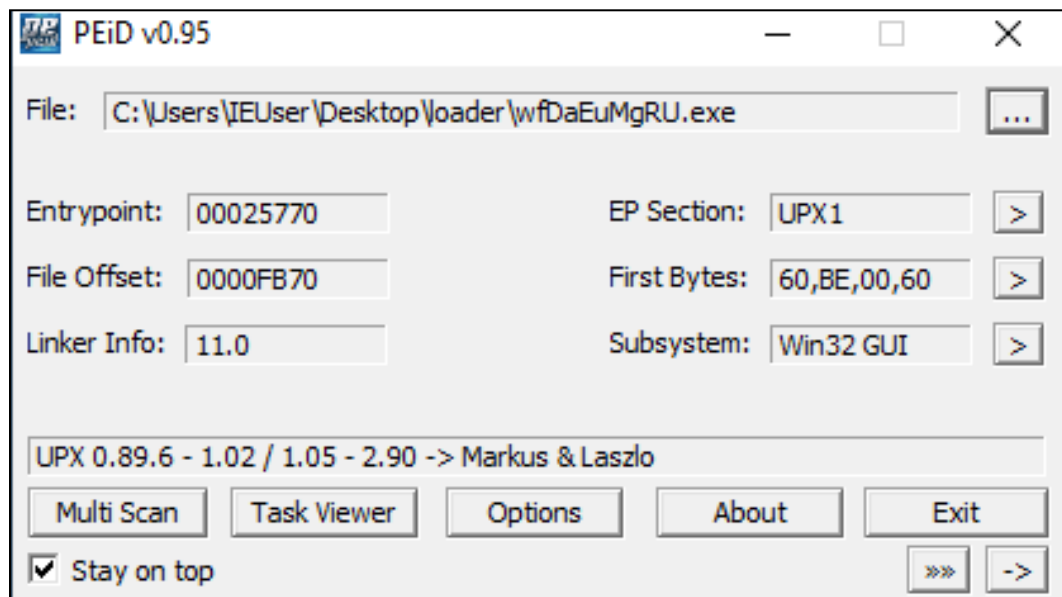 PEiD v0.95
File: C:\Users\IEUser\Desktop\loader\wfDaEuMgRU.exe ...
Entrypoint: 00025770 EP Section: UPX1 >
File Offset: 0000FB70 First Bytes: 60,BE,00,60 >
Linker Info: 11.0 Subsystem: Win32 GUI >
UPX 0.89.6 - 1.02 / 1.05 - 2.90 -> Markus & Laszlo
Multi Scan Task Viewer Options About Exit
Stay on top »» ->